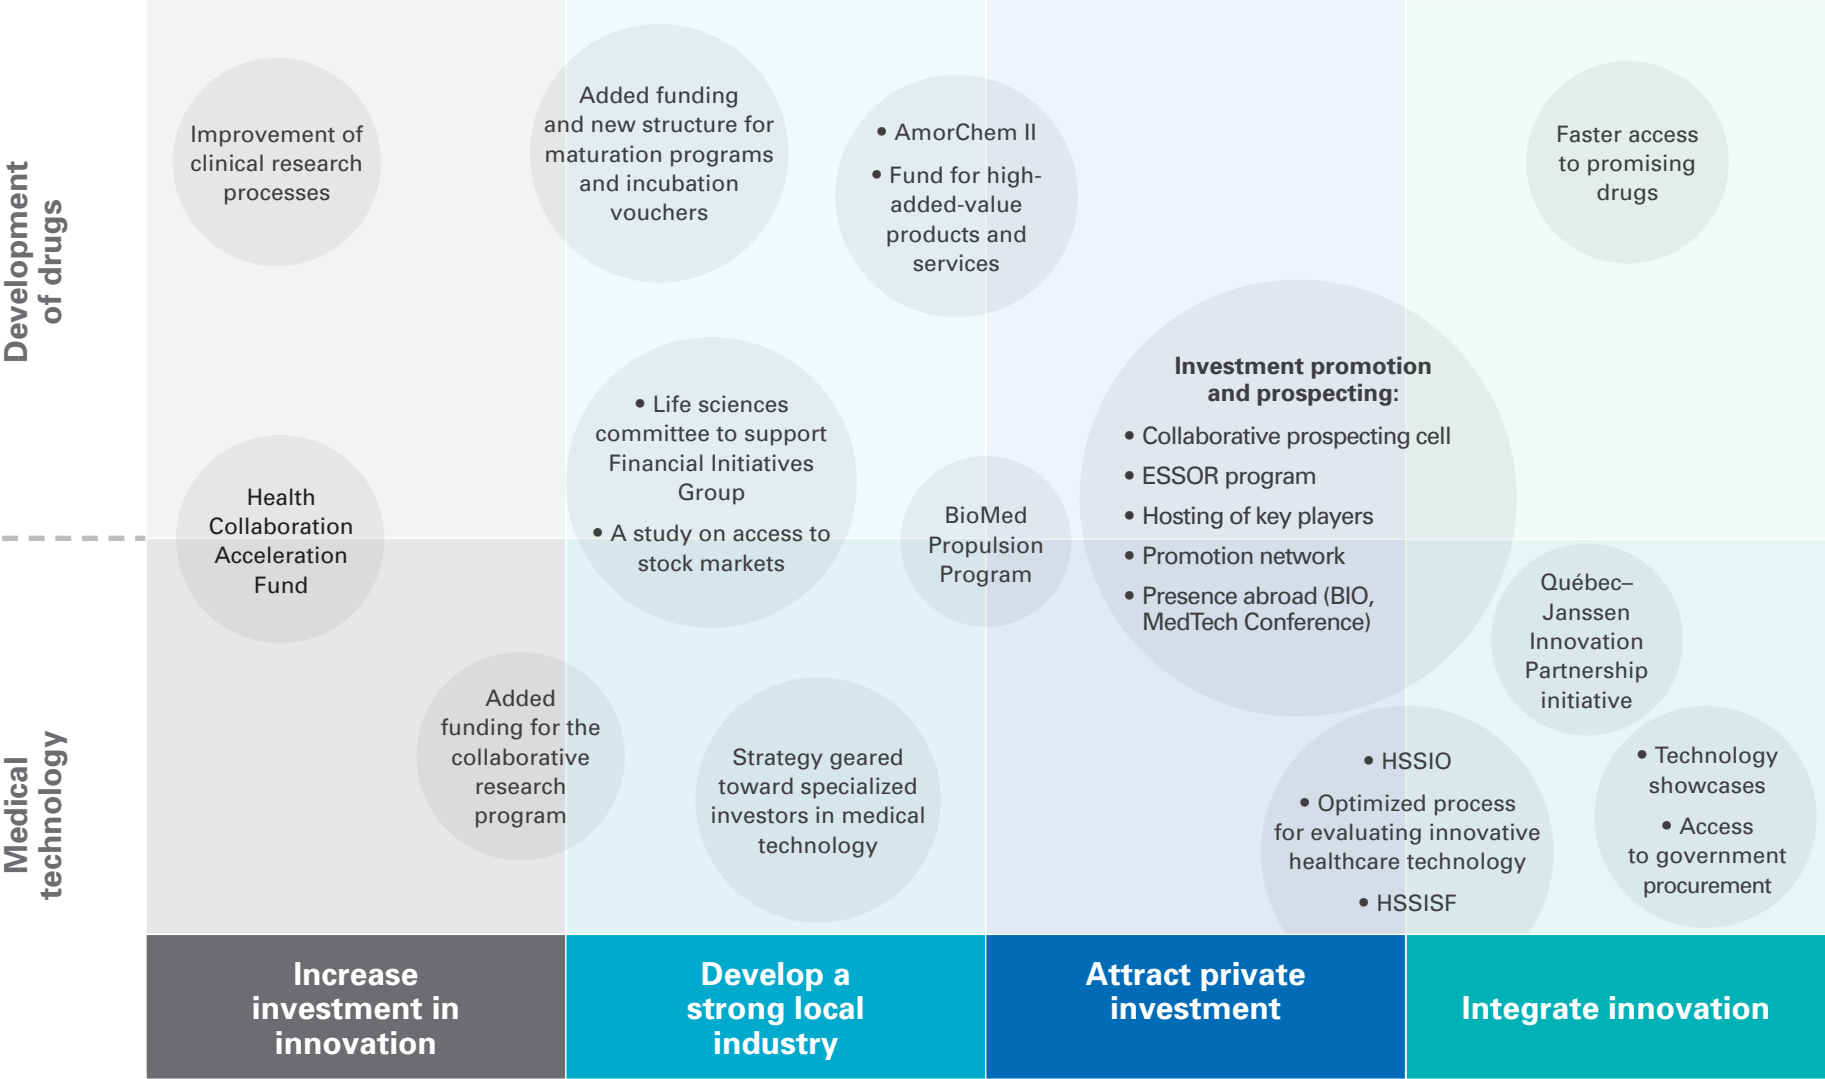 Development
of drugs
Medical
technology
Improvement of
clinical research
processes
Added funding
and new structure for
maturation programs
and incubation
vouchers
• AmorChem II
• Fund for high-
added-value
products and
services
Faster access
to promising
drugs
Health
Collaboration
Acceleration
Fund
• Life sciences
committee to support
Financial Initiatives
Group
• A study on access to
stock markets
BioMed
Propulsion
Program
Investment promotion
and prospecting:
• Collaborative prospecting cell
• ESSOR program
• Hosting of key players
• Promotion network
• Presence abroad (BIO,
MedTech Conference)
Québec–
Janssen
Innovation
Partnership
initiative
Added
funding for the
collaborative
research
program
Strategy geared
toward specialized
investors in medical
technology
• HSSIO
• Optimized process
for evaluating innovative
healthcare technology
• HSSISF
• Technology
showcases
• Access
to government
procurement
Increase
investment in
innovation
Develop a
strong local
industry
Attract private
investment
Integrate innovation